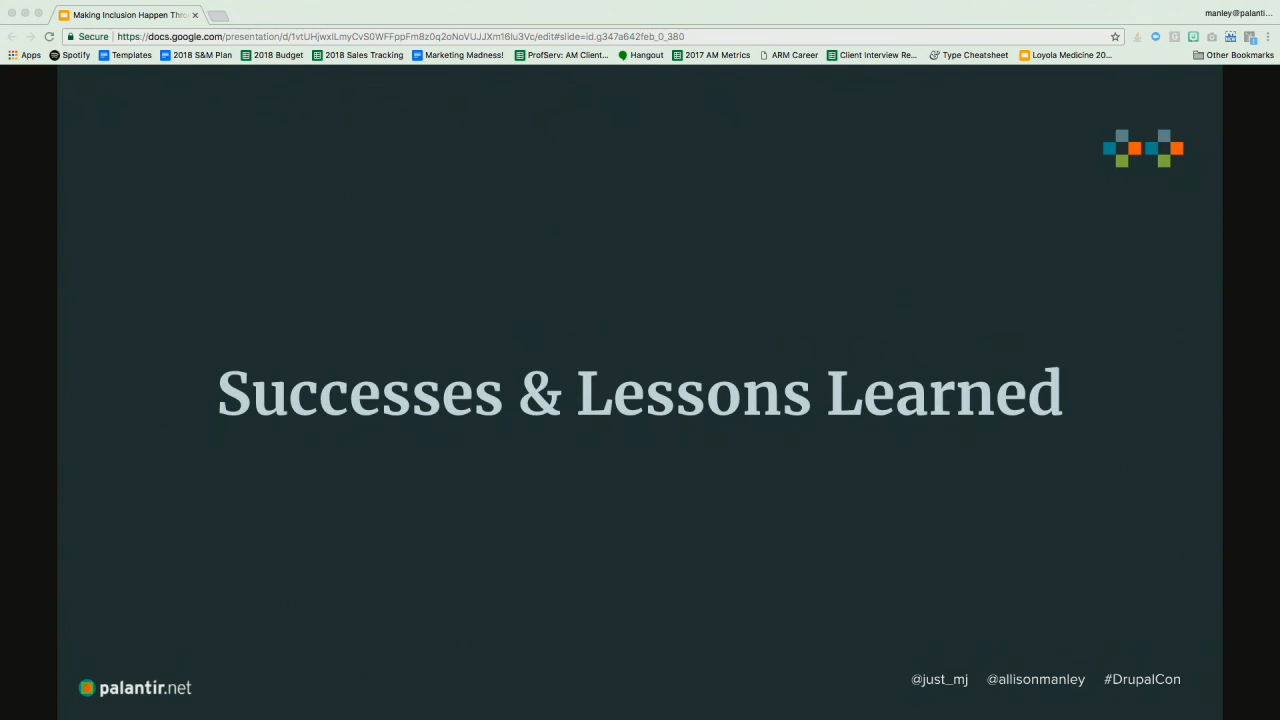 Making Inclusion Happen Thro
manley@palantir...
Secure
https://docs.google.com/presentation/d/1vtUHjwxlLmyCvS0WFFppFm8z0q2oNoVUJJXm16Iu3Vc/edit#slide=id.g347a642feb_0_380
Apps Spotify Templates 2018 S&M Plan 2018 Budget 2018 Sales Tracking Marketing Madness! ProfServ: AM Client... Hangout 2017 AM Metrics ARM Career Client Interview Re... Type Cheatsheet Loyola Medicine 20... Other Bookmarks
Successes & Lessons Learned
palantir.net
@just_mj @allisonmanley #DrupalCon